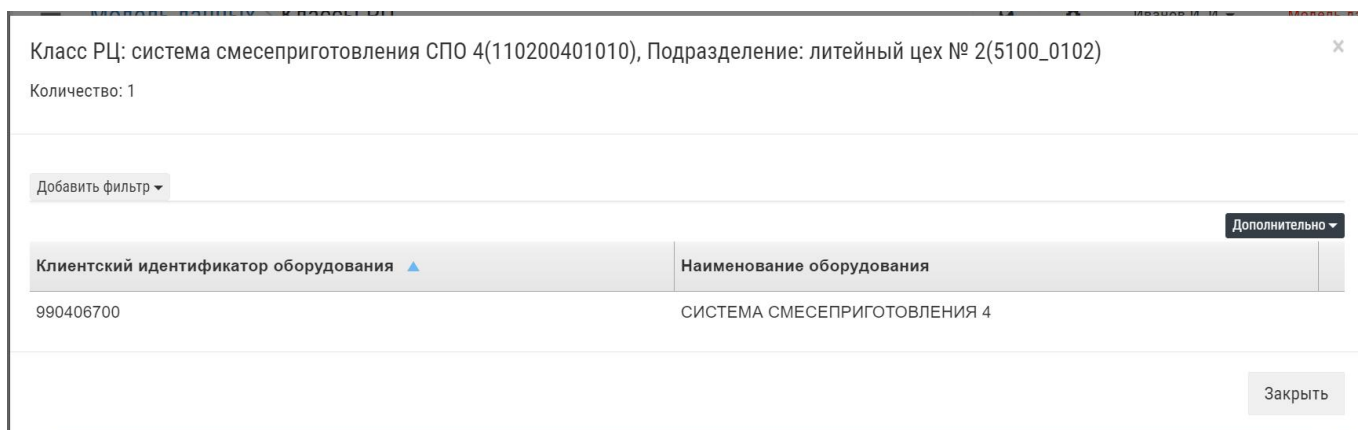 Класс РЦ: система смесеприготовления СПО 4(110200401010), Подразделение: литейный цех № 2(5100_0102)
×
Количество: 1
Добавить фильтр
Дополнительно
Клиентский идентификатор оборудования Наименование оборудования
990406700 СИСТЕМА СМЕСЕПРИГОТОВЛЕНИЯ 4
Закрыть